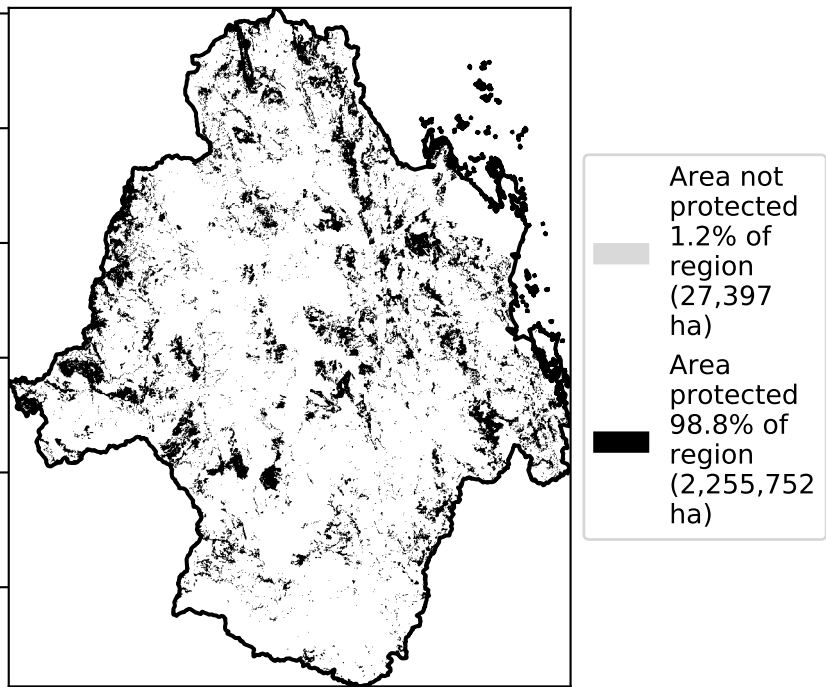 Area not
protected
1.2% of
region
(27,397
ha)
Area
protected
98.8% of
region
(2,255,752
ha)